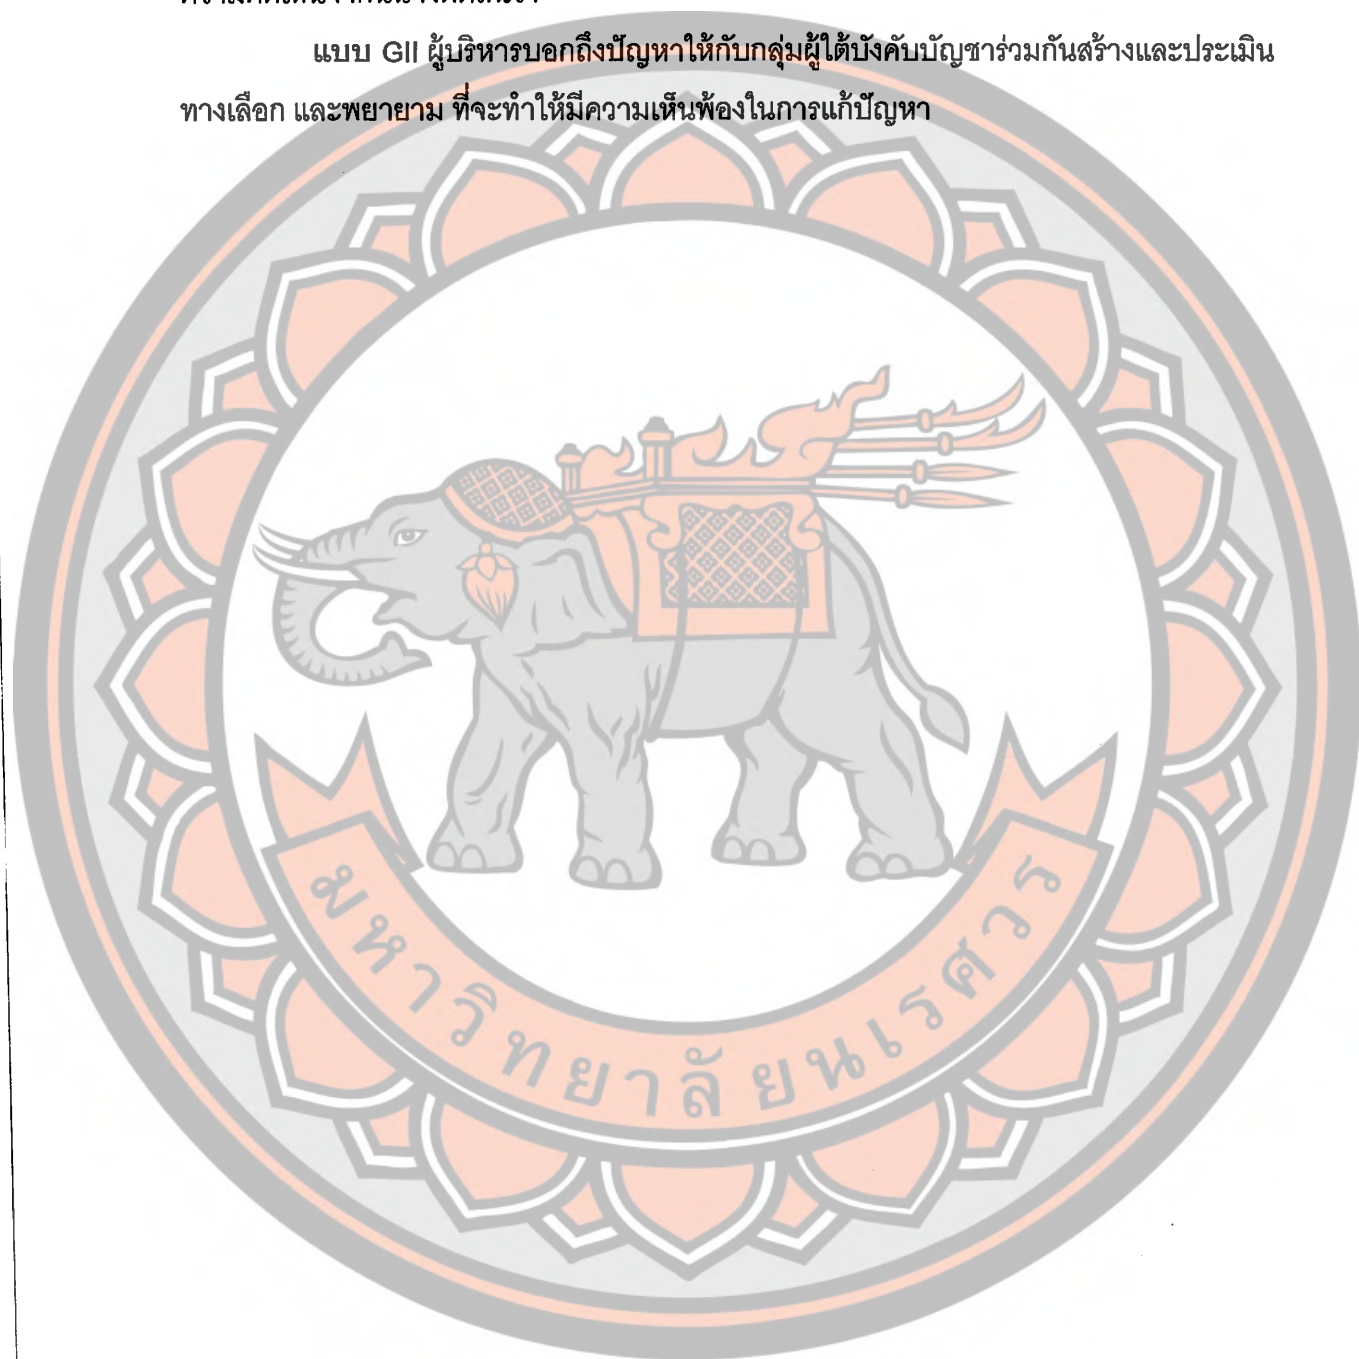 แบบ GII ผู้บริหารบอกถึงปัญหาให้กับกลุ่มผู้ใต้บังคับบัญชาร่วมกันสร้างและประเมิน
ทางเลือก และพยายาม ที่จะทำให้มีความเห็นพ้องในการแก้ปัญหา
มหาวิทยาลัยนเรศวร